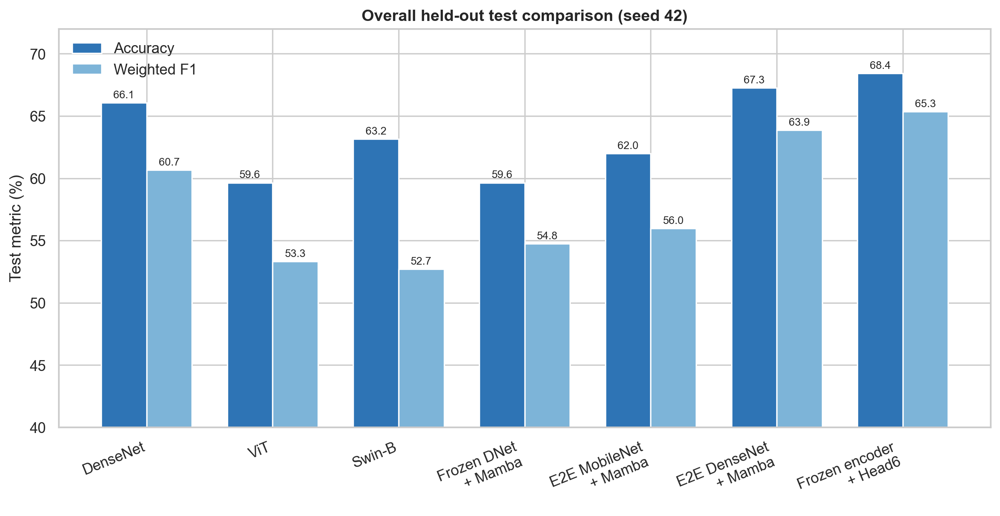 Overall held-out test comparison (seed 42)
Accuracy
Weighted F1
Test metric (%)
70
65
60
55
50
45
40
66.1
60.7
59.6
53.3
63.2
52.7
59.6
54.8
62.0
56.0
67.3
63.9
68.4
65.3
DenseNet
ViT
Swin-B
Frozen DNet
+ Mamba
E2E MobileNet
+ Mamba
E2E DenseNet
+ Mamba
Frozen encoder
+ Head6